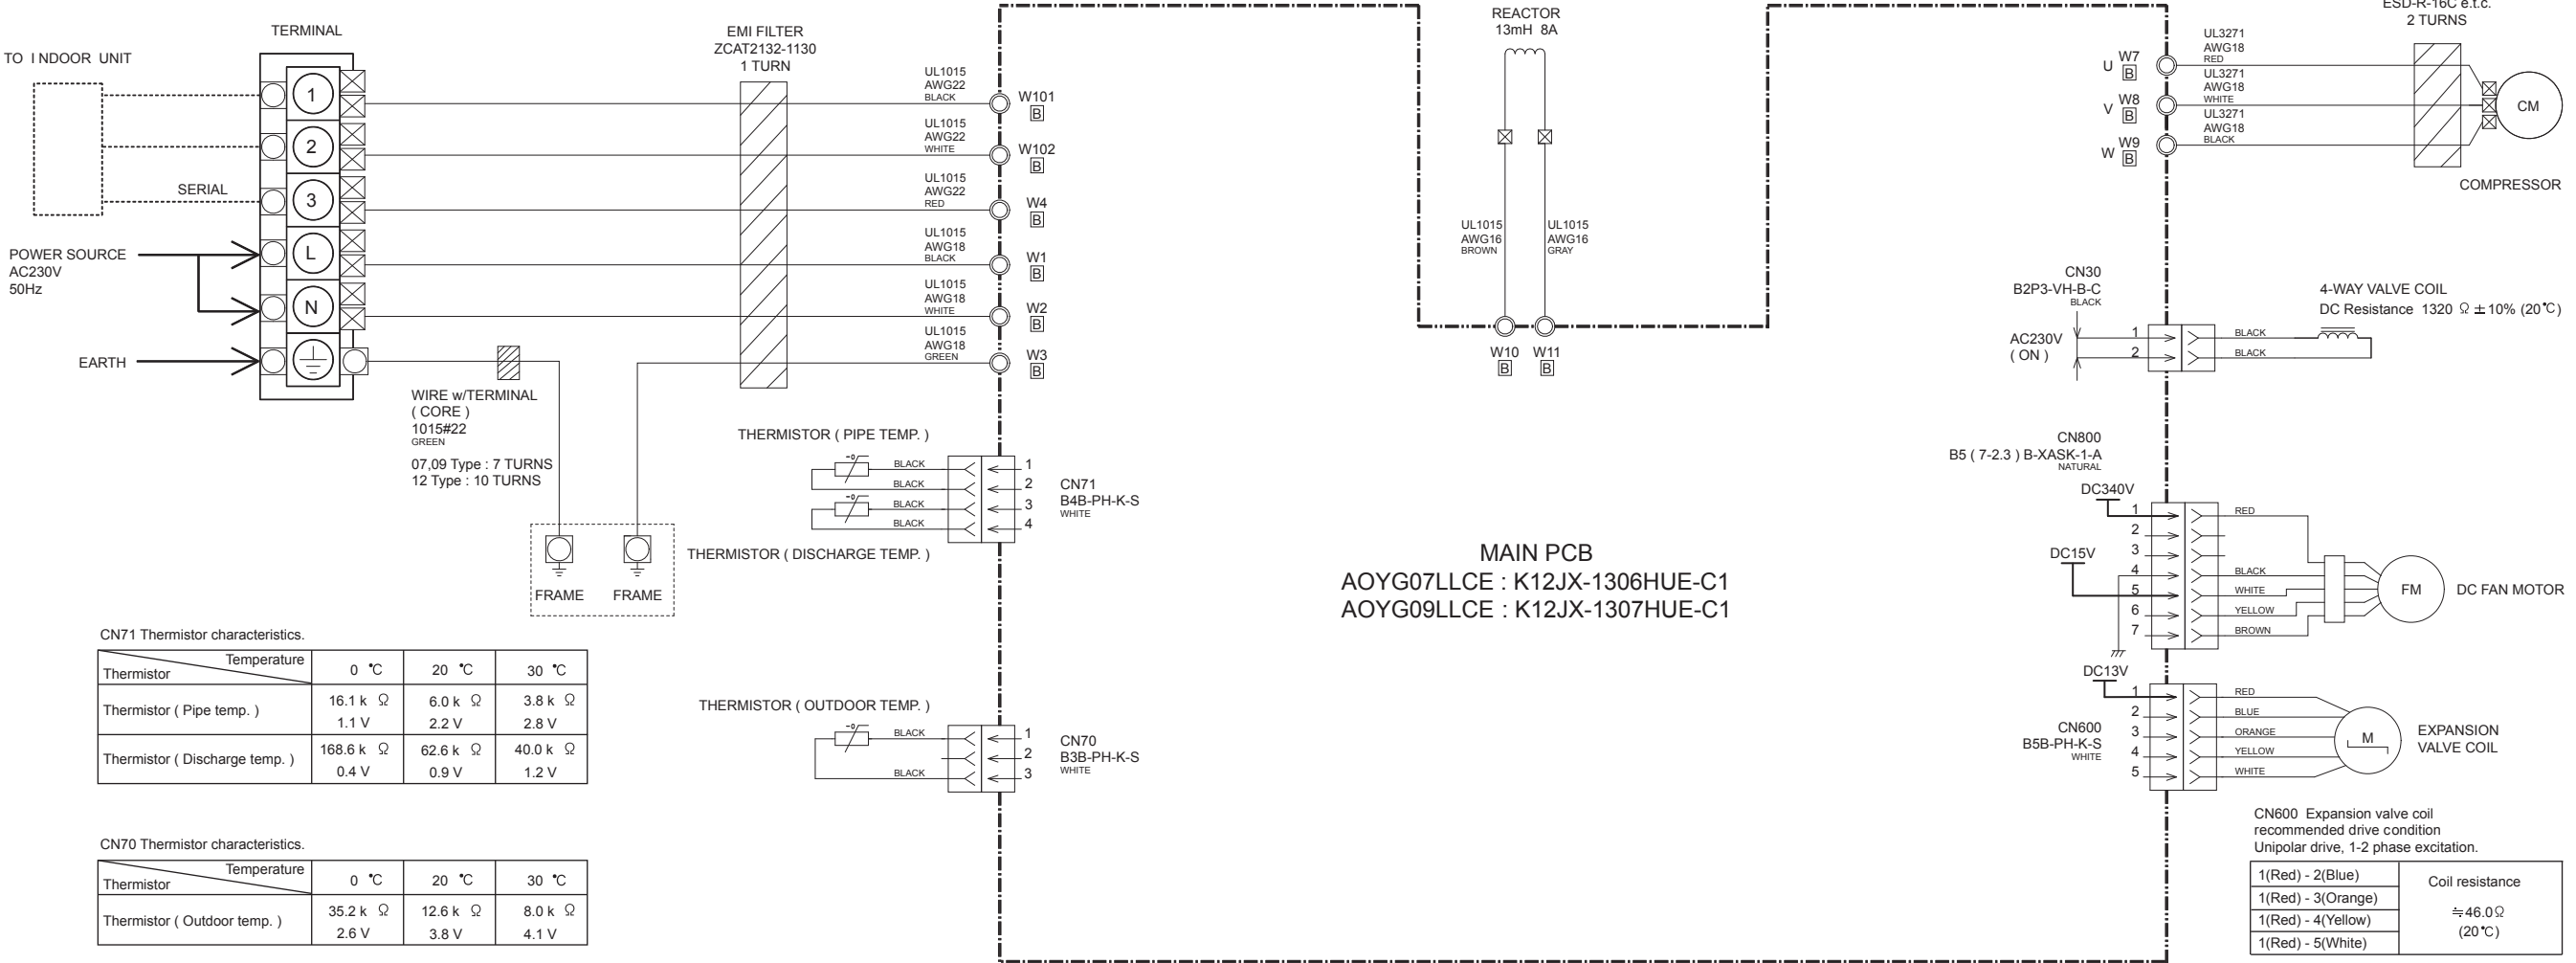 TERMINAL
TO INDOOR UNIT
1
2
3
L
N
SERIAL
POWER SOURCE
AC230V
50Hz
EARTH
WIRE w/TERMINAL
( CORE )
1015#22
GREEN
07,09 Type : 7 TURNS
12 Type : 10 TURNS
FRAME
FRAME
EMI FILTER
ZCAT2132-1130
1 TURN
UL1015
AWG22
BLACK
W101
B
UL1015
AWG22
WHITE
W102
B
UL1015
AWG22
RED
W4
B
UL1015
AWG18
BLACK
W1
B
UL1015
AWG18
WHITE
W2
B
UL1015
AWG18
GREEN
W3
B
THERMISTOR ( PIPE TEMP. )
BLACK
BLACK
BLACK
BLACK
1
2
3
4
CN71
B4B-PH-K-S
WHITE
THERMISTOR ( DISCHARGE TEMP. )
THERMISTOR ( OUTDOOR TEMP. )
BLACK
BLACK
1
2
3
CN70
B3B-PH-K-S
WHITE
CN71 Thermistor characteristics.
Temperature
Thermistor
0 °C
20 °C
30 °C
Thermistor ( Pipe temp. )
16.1 k Ω
6.0 k Ω
3.8 k Ω
1.1 V
2.2 V
2.8 V
Thermistor ( Discharge temp. )
168.6 k Ω
62.6 k Ω
40.0 k Ω
0.4 V
0.9 V
1.2 V
CN70 Thermistor characteristics.
Temperature
Thermistor
0 °C
20 °C
30 °C
Thermistor ( Outdoor temp. )
35.2 k Ω
12.6 k Ω
8.0 k Ω
2.6 V
3.8 V
4.1 V
REACTOR
13mH 8A
UL1015
AWG16
BROWN
UL1015
AWG16
GRAY
W10
B
W11
B
MAIN PCB
AOYG07LLCE : K12JX-1306HUE-C1
AOYG09LLCE : K12JX-1307HUE-C1
ESD-R-16C e.t.c.
2 TURNS
U W7
B
UL3271
AWG18
RED
V W8
B
UL3271
AWG18
WHITE
W W9
B
UL3271
AWG18
BLACK
CM
COMPRESSOR
CN30
B2P3-VH-B-C
BLACK
AC230V
( ON )
1
2
BLACK
BLACK
4-WAY VALVE COIL
DC Resistance 1320 Ω ±10% (20°C)
CN800
B5 ( 7-2.3 ) B-XASK-1-A
NATURAL
DC340V
DC15V
1
2
3
4
5
6
7
RED
BLACK
WHITE
YELLOW
BROWN
FM
DC FAN MOTOR
DC13V
CN600
B5B-PH-K-S
WHITE
1
2
3
4
5
RED
BLUE
ORANGE
YELLOW
WHITE
M
EXPANSION
VALVE COIL
CN600 Expansion valve coil
recommended drive condition
Unipolar drive, 1-2 phase excitation.
1(Red) - 2(Blue)
1(Red) - 3(Orange)
1(Red) - 4(Yellow)
1(Red) - 5(White)
Coil resistance
≒46.0Ω
(20°C)